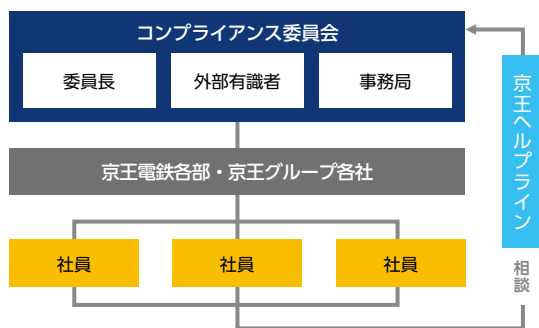 コンプライアンス委員会
委員長
外部有識者
事務局
京王電鉄各部・京王グループ各社
社員
社員
社員
京王ヘルプライン
相談